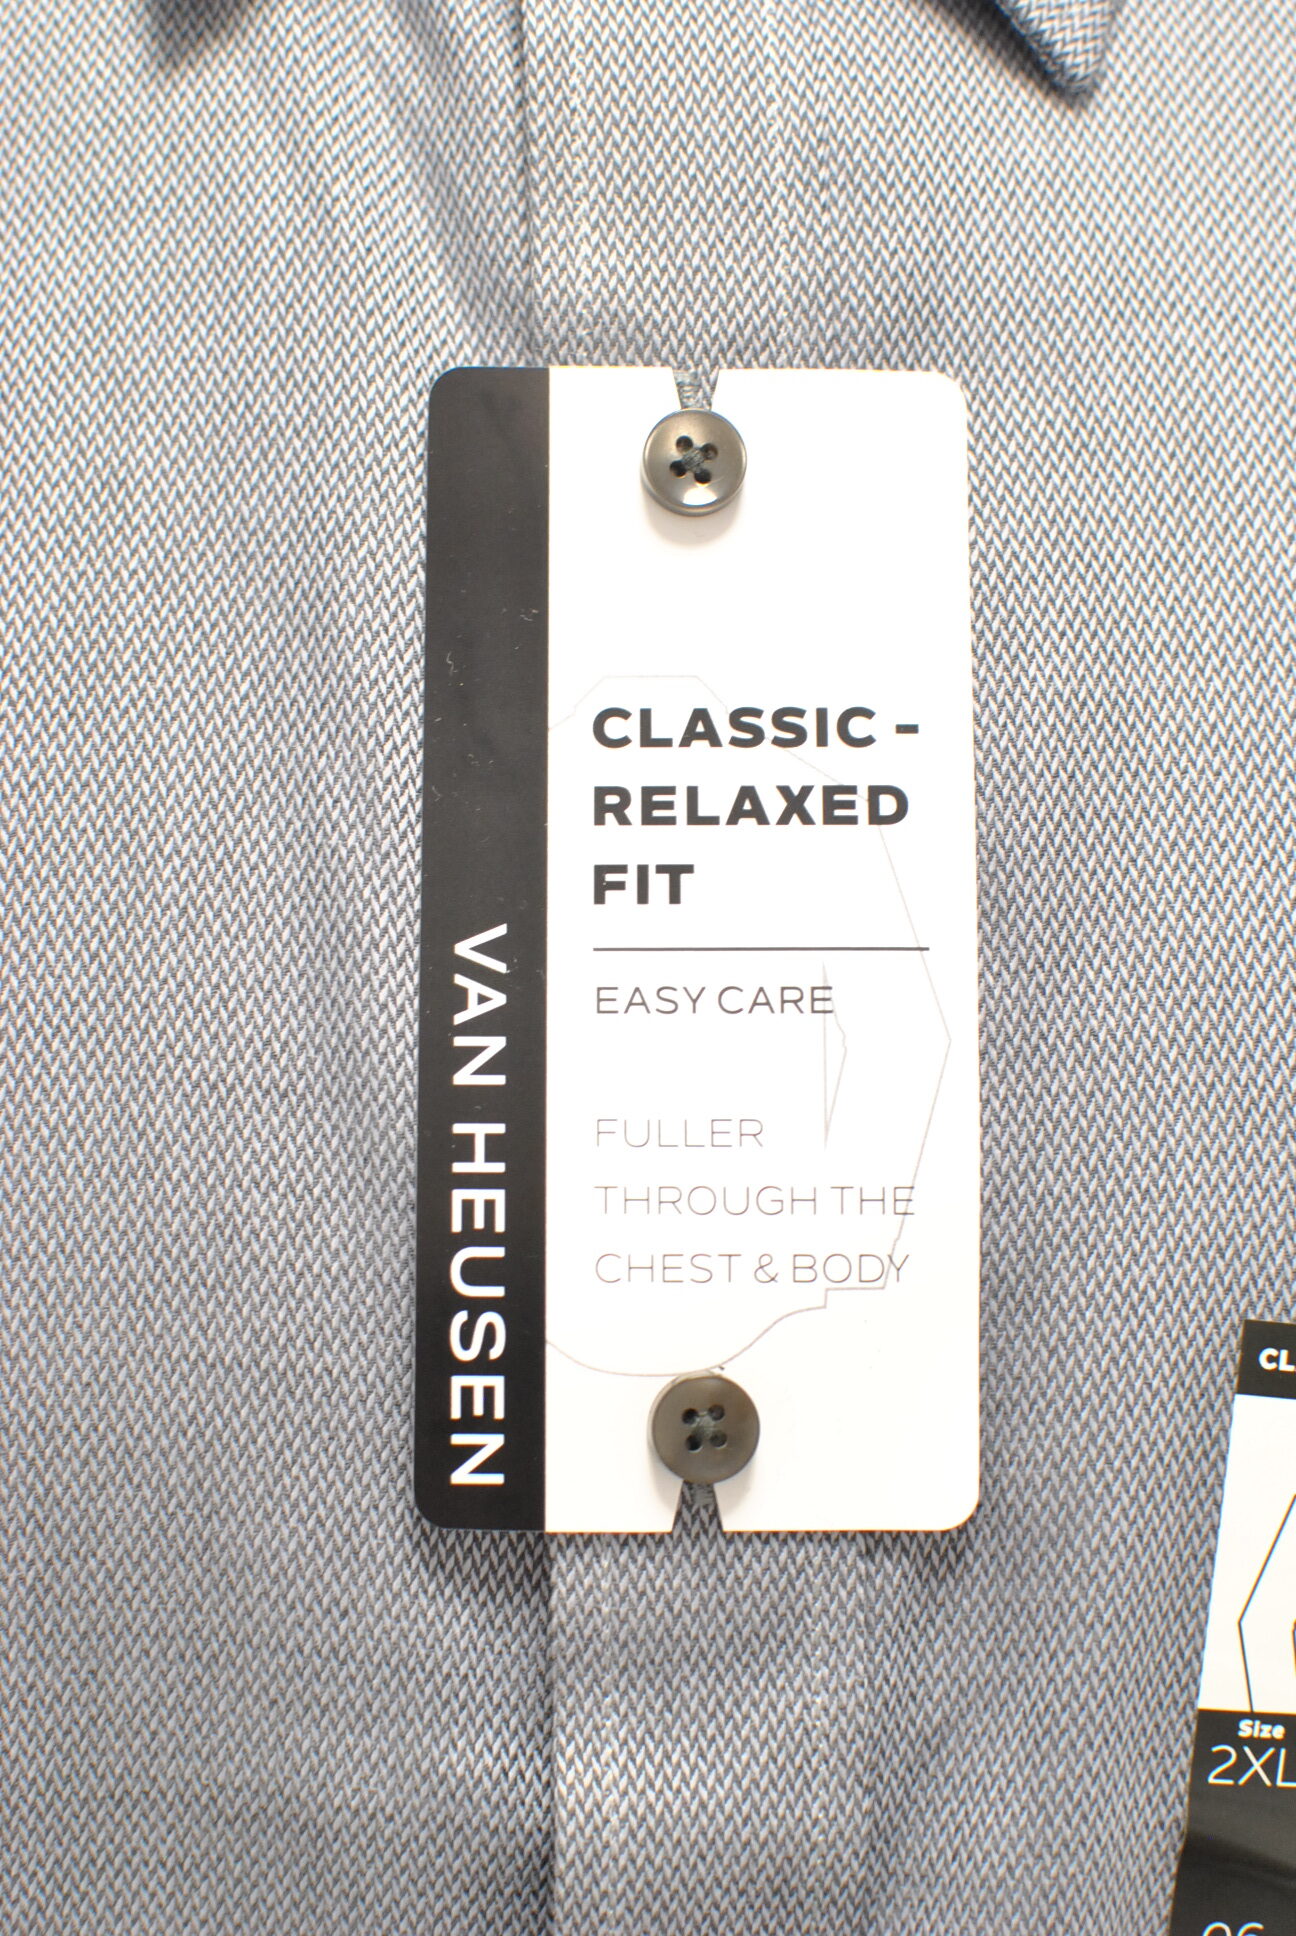 VAN HEUSEN
CLASSIC -
RELAXED
FIT
EASY CARE
FULLER
THROUGH THE
CHEST & BODY
Size
2XL